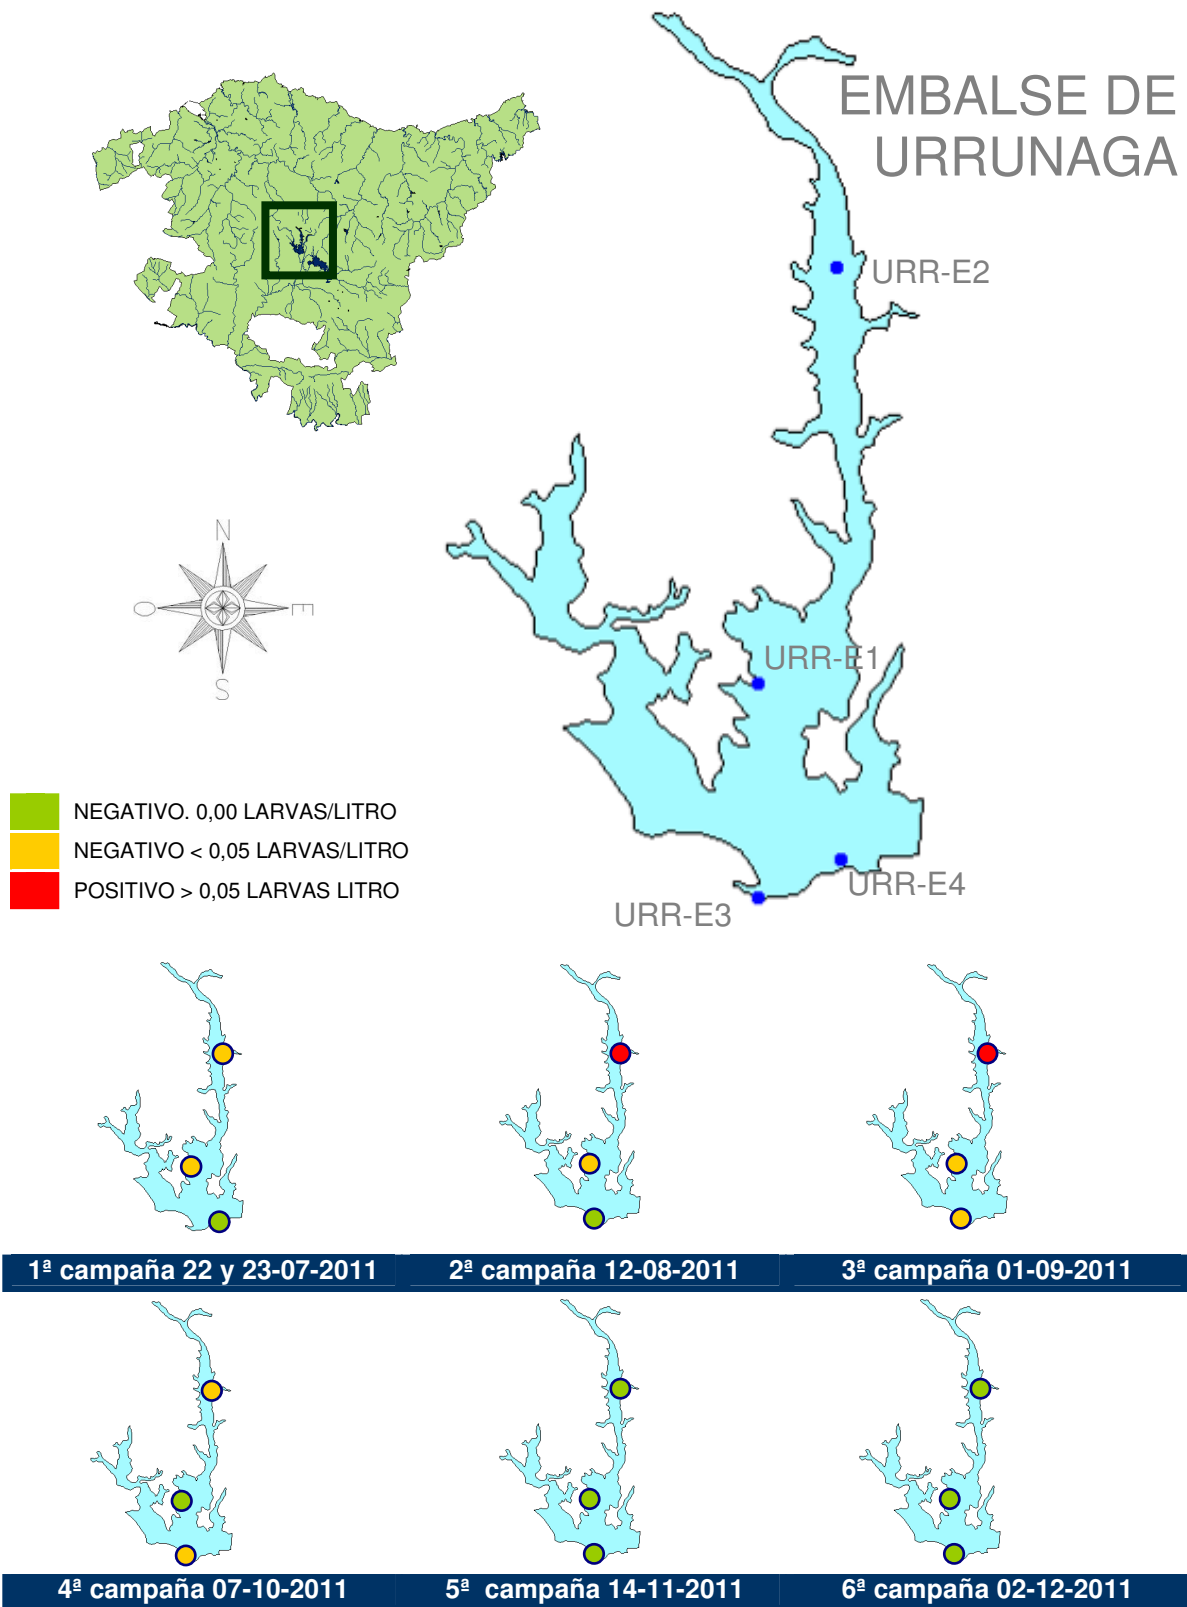 EMBALSE DE
URRUNAGA
URR-E2
N
O
E
S
URR-E1
NEGATIVO. 0,00 LARVAS/LITRO
NEGATIVO < 0,05 LARVAS/LITRO
POSITIVO > 0,05 LARVAS LITRO
URR-E4
URR-E3
1ª campaña 22 y 23-07-2011
2ª campaña 12-08-2011
3ª campaña 01-09-2011
4ª campaña 07-10-2011
5ª campaña 14-11-2011
6ª campaña 02-12-2011